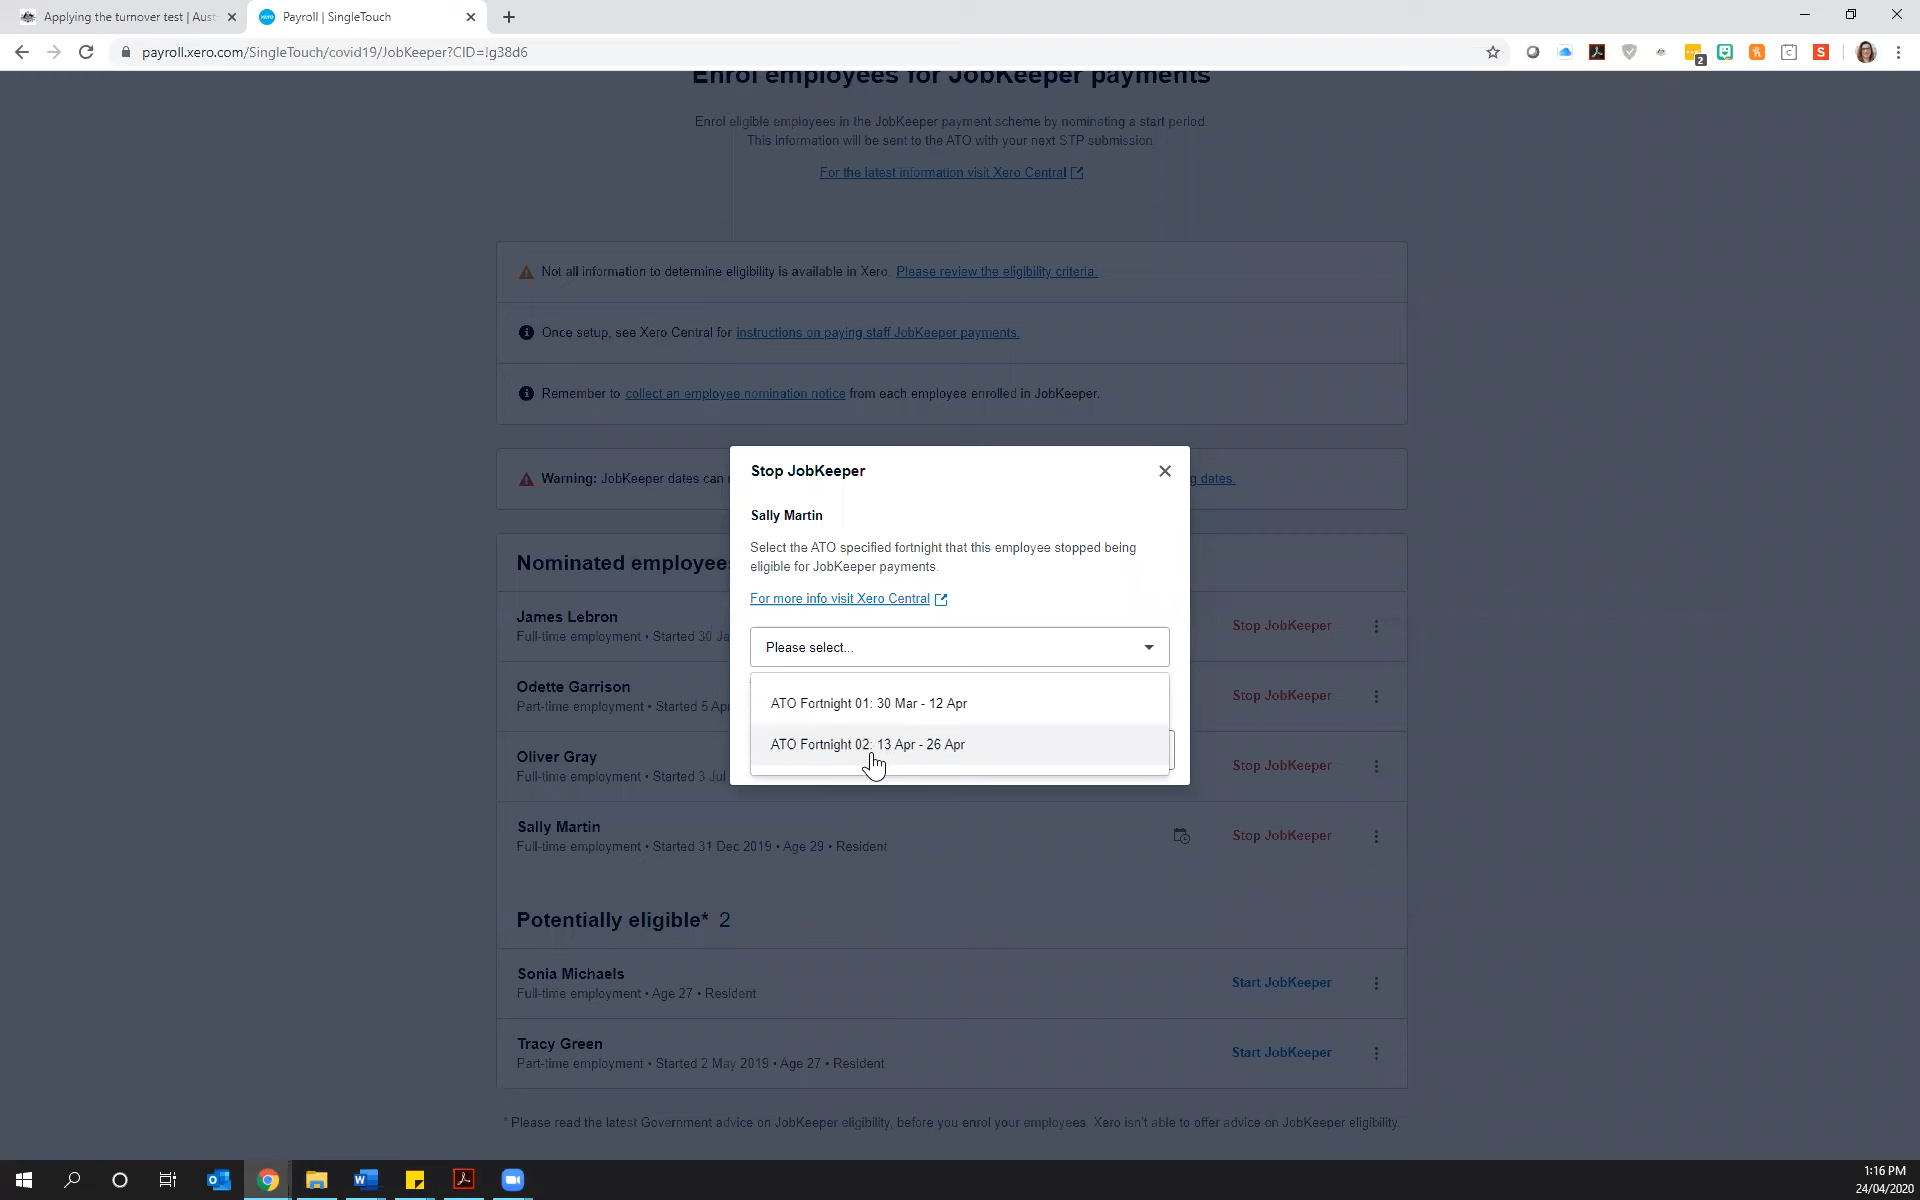 Applying the turnover test | Aus
Payroll | SingleTouch
payroll.xero.com/SingleTouch/covid19/JobKeeper?CID=!g38d6
2
Enrol employees for JobKeeper payments
Enrol eligible employees in the JobKeeper payment scheme by nominating a start period.
This information will be sent to the ATO with your next STP submission.
For the latest information visit Xero Central
Not all information to determine eligibility is available in Xero. Please review the eligibility criteria.
Once setup, see Xero Central for instructions on paying staff JobKeeper payments.
Remember to collect an employee nomination notice from each employee enrolled in JobKeeper.
Warning: JobKeeper dates can
g dates.
Stop JobKeeper
Sally Martin
Select the ATO specified fortnight that this employee stopped being
eligible for JobKeeper payments.
For more info visit Xero Central
Please select...
ATO Fortnight 01: 30 Mar - 12 Apr
ATO Fortnight 02: 13 Apr - 26 Apr
Nominated employees
James Lebron
Full-time employment • Started 30 Ja
Stop JobKeeper
Odette Garrison
Part-time employment • Started 5 Apr
Stop JobKeeper
Oliver Gray
Full-time employment • Started 3 Jul
Stop JobKeeper
Sally Martin
Full-time employment • Started 31 Dec 2019 • Age 29 • Resident
Stop JobKeeper
Potentially eligible* 2
Sonia Michaels
Full-time employment • Age 27 • Resident
Start JobKeeper
Tracy Green
Part-time employment • Started 2 May 2019 • Age 27 • Resident
Start JobKeeper
* Please read the latest Government advice on JobKeeper eligibility, before you enrol your employees. Xero isn't able to offer advice on JobKeeper eligibility.
1:16 PM
24/04/2020